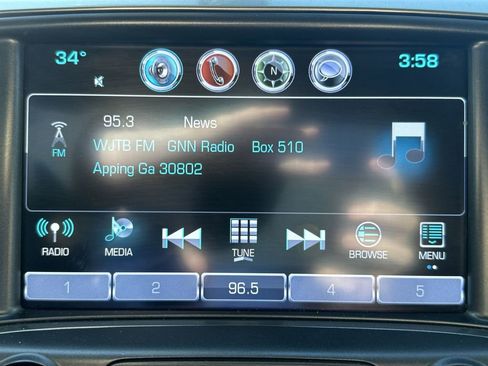 34° 3:58
N
95.3 News
FM WJTB FM GNN Radio Box 510
Apping Ga 30802
RADIO MEDIA TUNE BROWSE MENU
1 2 96.5 4 5